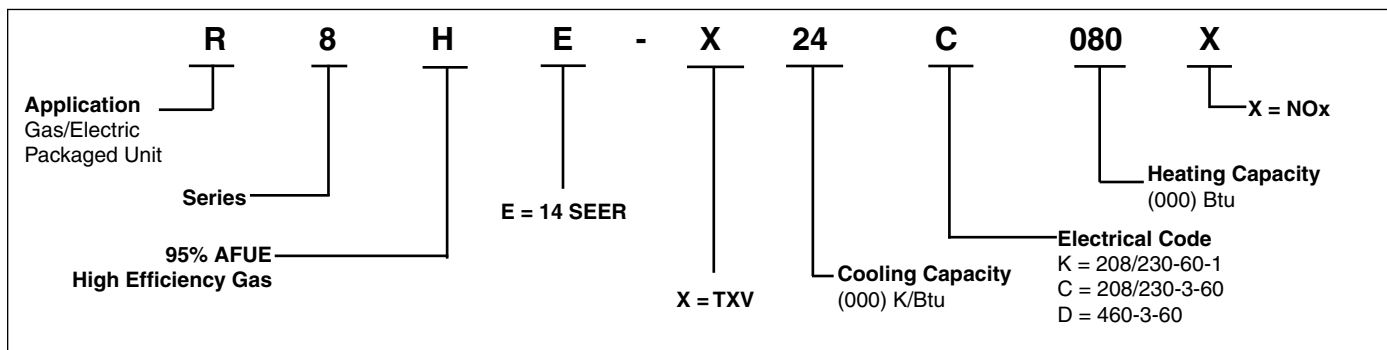 R 8 H E - X 24 C 080 X
Application
Gas/Electric
Packaged Unit
X = NOx
Heating Capacity
(000) Btu
Series
E = 14 SEER
95% AFUE
High Efficiency Gas
Electrical Code
K = 208/230-60-1
C = 208/230-3-60
D = 460-3-60
Cooling Capacity
(000) K/Btu
X = TXV